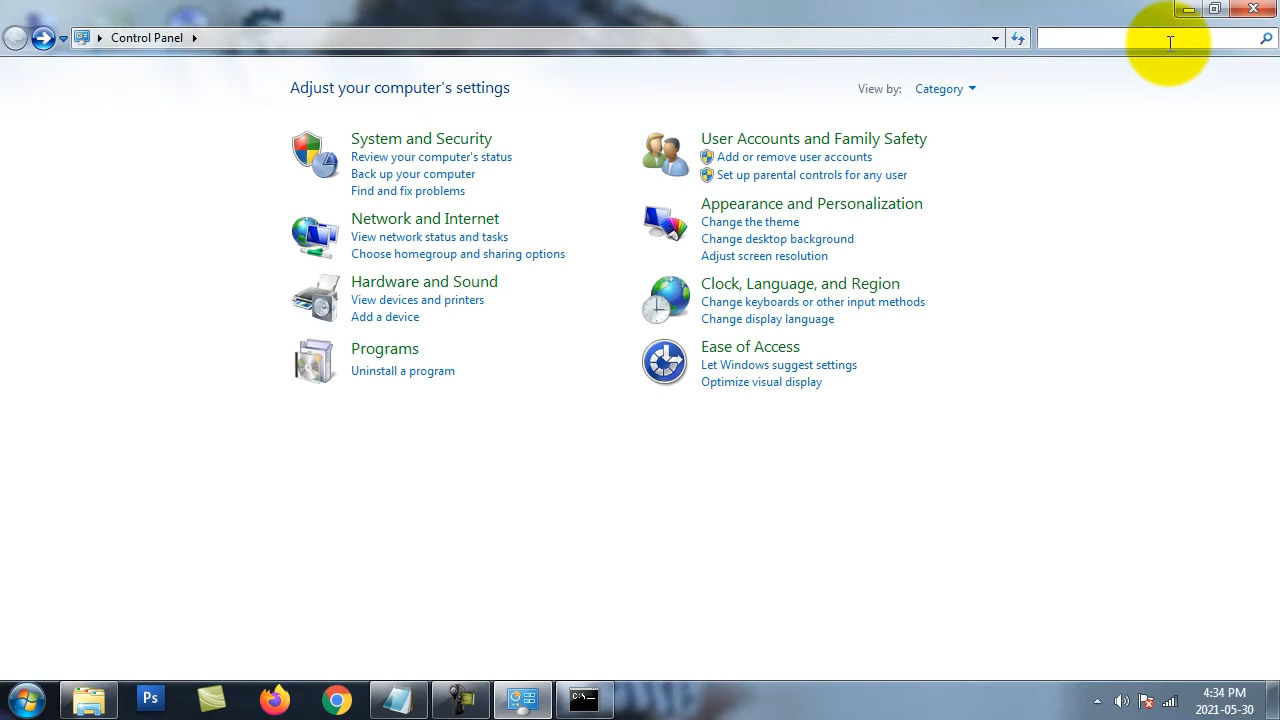 Control Panel
Adjust your computer's settings
View by: Category
System and Security
Review your computer's status
Back up your computer
Find and fix problems
Network and Internet
View network status and tasks
Choose homegroup and sharing options
Hardware and Sound
View devices and printers
Add a device
Programs
Uninstall a program
User Accounts and Family Safety
Add or remove user accounts
Set up parental controls for any user
Appearance and Personalization
Change the theme
Change desktop background
Adjust screen resolution
Clock, Language, and Region
Change keyboards or other input methods
Change display language
Ease of Access
Let Windows suggest settings
Optimize visual display
Ps
C:\.
4:34 PM
2021-05-30